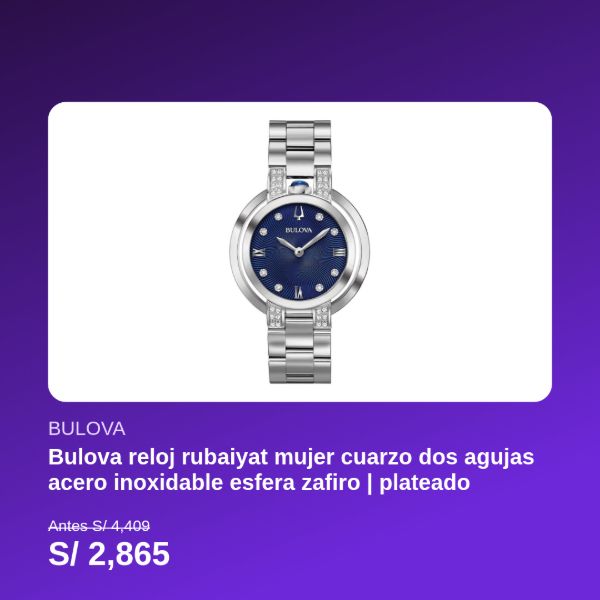 BULOVA
BULOVA
Bulova reloj rubaiyat mujer cuarzo dos agujas
acero inoxidable esfera zafiro | plateado
Antes S/ 4,409
S/ 2,865